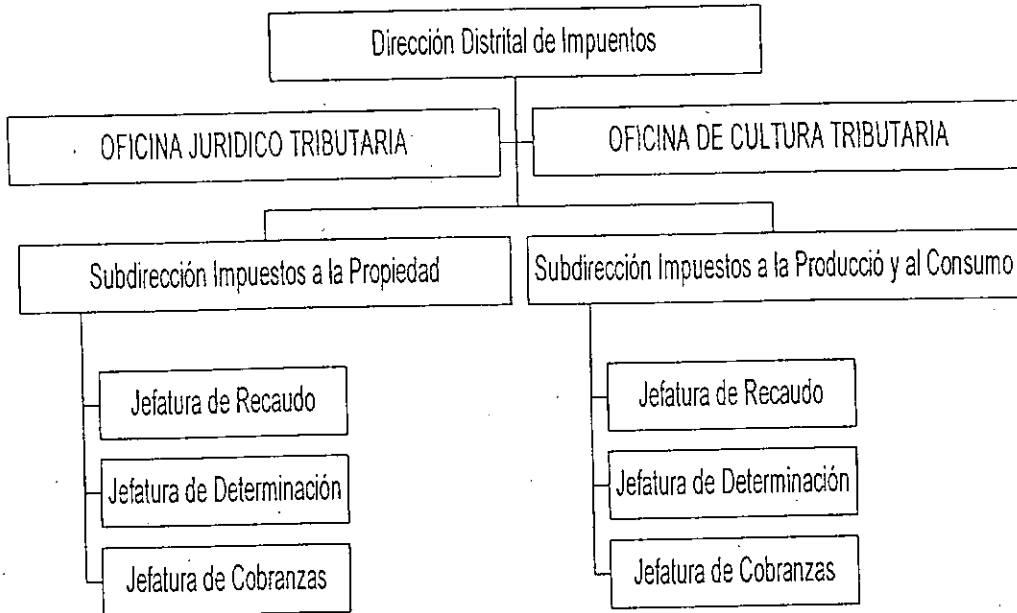 Dirección Distrital de Impuentos
OFICINA JURIDICO TRIBUTARIA
OFICINA DE CULTURA TRIBUTARIA
Subdirección Impuestos a la Propiedad
Subdirección Impuestos a la Producció y al Consumo
Jefatura de Recaudo
Jefatura de Recaudo
Jefatura de Determinación
Jefatura de Determinación
Jefatura de Cobranzas
Jefatura de Cobranzas